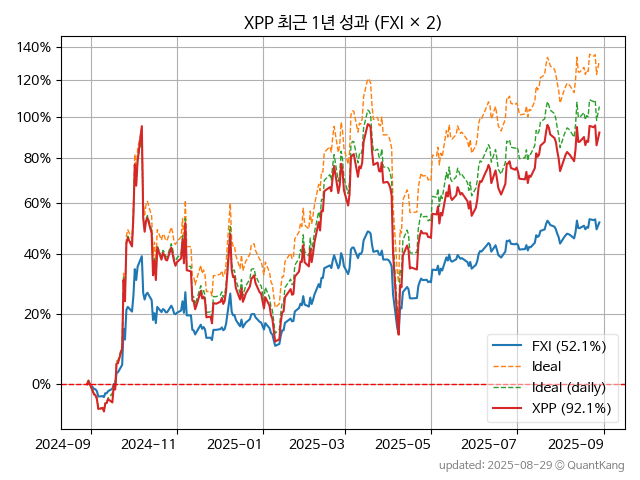 XPP 최근 1년 성과 (FXI × 2)
140%
120%
100%
80%
60%
40%
20%
0%
FXI (52.1%)
Ideal
Ideal (daily)
XPP (92.1%)
2024-09 2024-11 2025-01 2025-03 2025-05 2025-07 2025-09
updated: 2025-08-29 © QuantKang